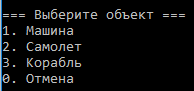 === Выберите объект ===
1. Машина
2. Самолет
3. Корабль
0. Отмена